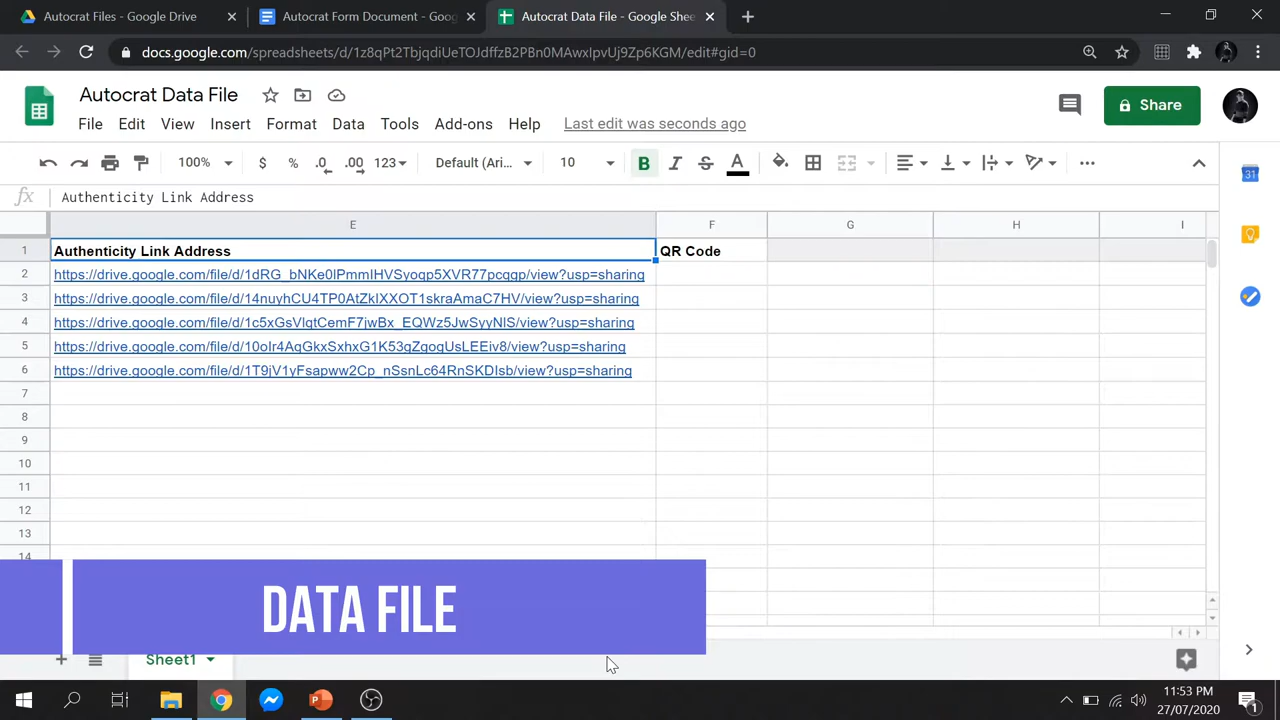 Autocrat Files - Google Drive
Autocrat Form Document - Goog
Autocrat Data File - Google Shee
docs.google.com/spreadsheets/d/1z8qPt2TbjqdiUeTOJdffzB2PBn0MAwxIpvUj9Zp6KGM/edit#gid=0
Autocrat Data File
Share
File Edit View Insert Format Data Tools Add-ons Help Last edit was seconds ago
100% $ % .0 .00 123 Default (Ari... 10 B I S A
fx Authenticity Link Address
E F G H I
1 Authenticity Link Address QR Code
2 https://drive.google.com/file/d/1dRG_bNKe0lPmmIHVSyoqp5XVR77pcqgp/view?usp=sharing
3 https://drive.google.com/file/d/14nuyhCU4TP0AtZkIXXOT1skraAmaC7HV/view?usp=sharing
4 https://drive.google.com/file/d/1c5xGsVlqtCemF7jwBx_EQWz5JwSyyNlS/view?usp=sharing
5 https://drive.google.com/file/d/10oIr4AqGkxSxhxG1K53gZgogUsLEEiv8/view?usp=sharing
6 https://drive.google.com/file/d/1T9jV1yFsapww2Cp_nSsnLc64RnSKDIsb/view?usp=sharing
7
8
9
10
11
12
13
14
DATA FILE
Sheet1
31
11:53 PM
27/07/2020
1